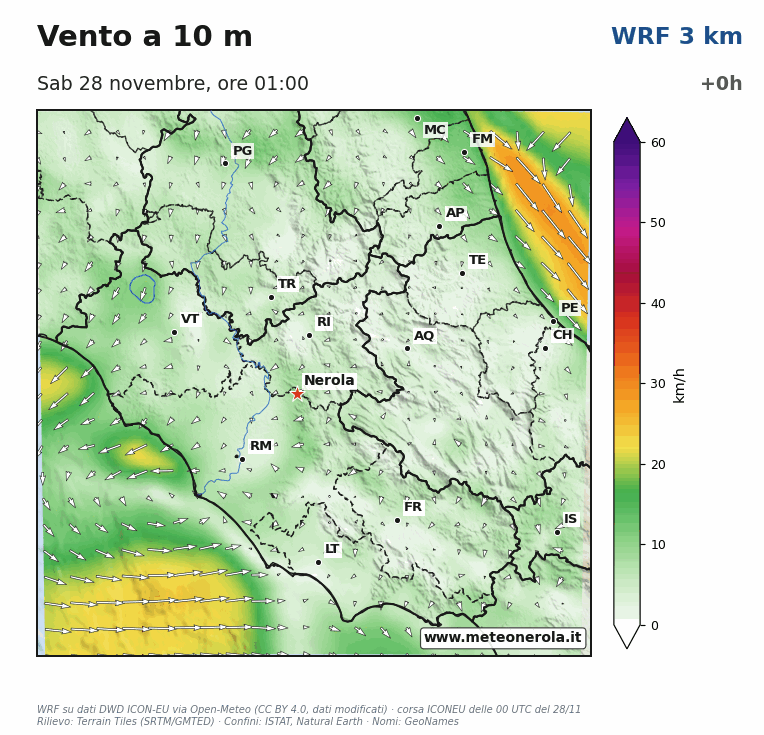 Vento a 10 m
WRF 3 km
Sab 28 novembre, ore 01:00
+0h
MC
FM
PG
AP
TE
TR
PE
VT
RI
AQ
CH
Nerola
RM
FR
IS
LT
www.meteonerola.it
60
50
40
30
20
10
0
km/h
WRF su dati DWD ICON-EU via Open-Meteo (CC BY 4.0, dati modificati) · corsa ICONEU delle 00 UTC del 28/11
Rilievo: Terrain Tiles (SRTM/GMTED) · Confini: ISTAT, Natural Earth · Nomi: GeoNames